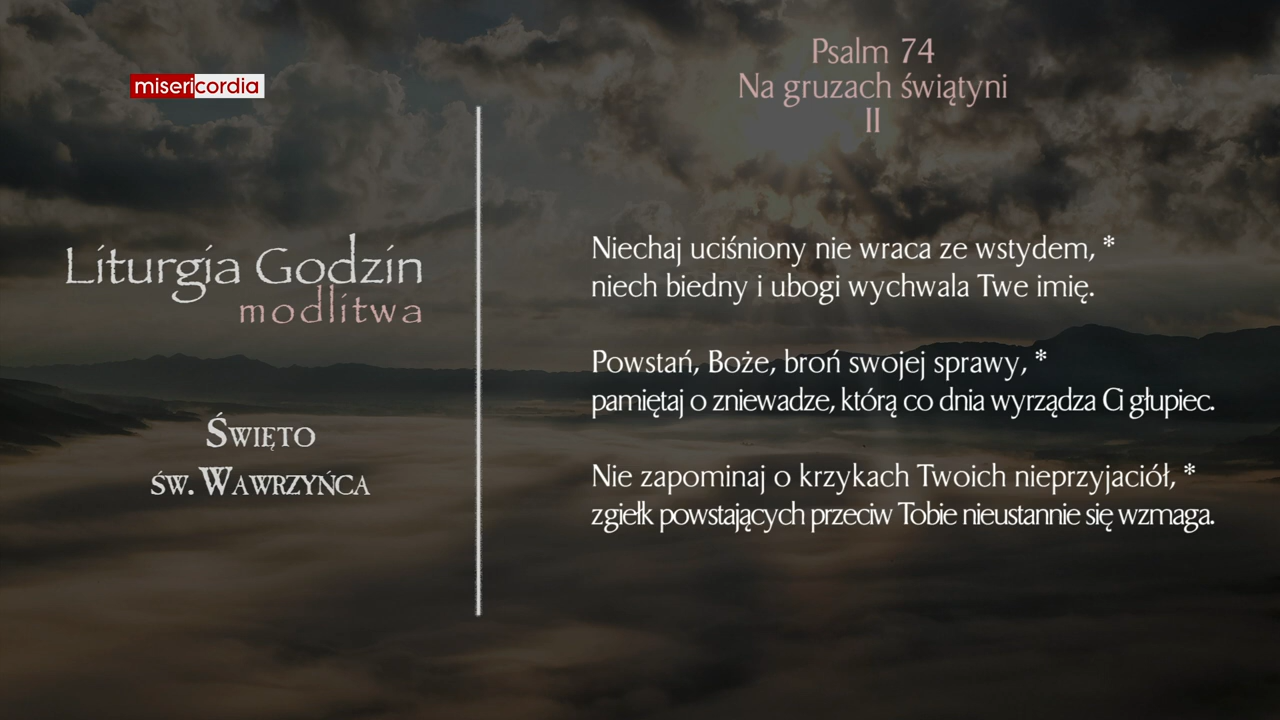 misericordia
Liturgia Godzin
modlitwa
Święto
św. Wawrzyńca
Psalm 74
Na gruzach świątyni
II
Niechaj uciśniony nie wraca ze wstydem, *
niech biedny i ubogi wychwala Twe imię.
Powstań, Boże, broń swojej sprawy, *
pamiętaj o zniewadze, którą co dnia wyrządza Ci głupiec.
Nie zapominaj o krzykach Twoich nieprzyjaciół, *
zgiełk powstających przeciw Tobie nieustannie się wzmaga.